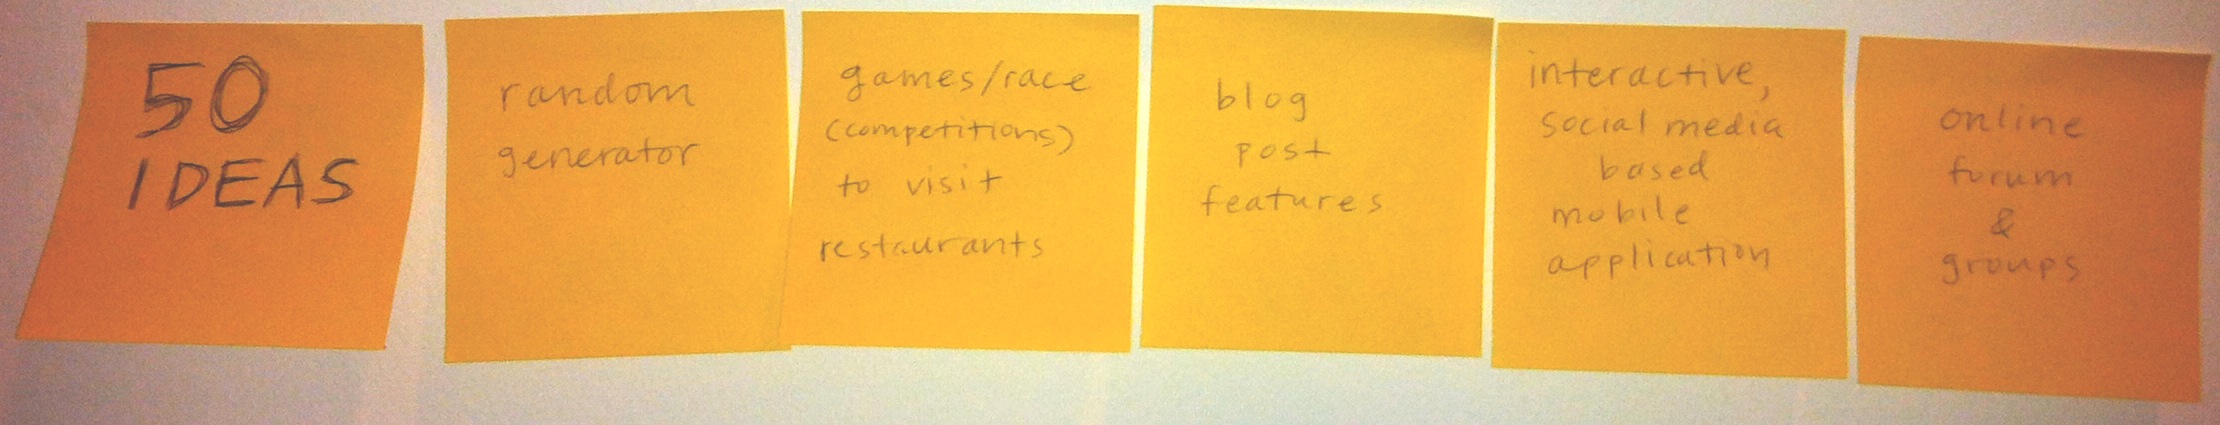 50
IDEAS
random
generator
games/race
(competitions)
to visit
restaurants
blog
post
features
interactive,
social media
based
mobile
application
online
forum
&
groups